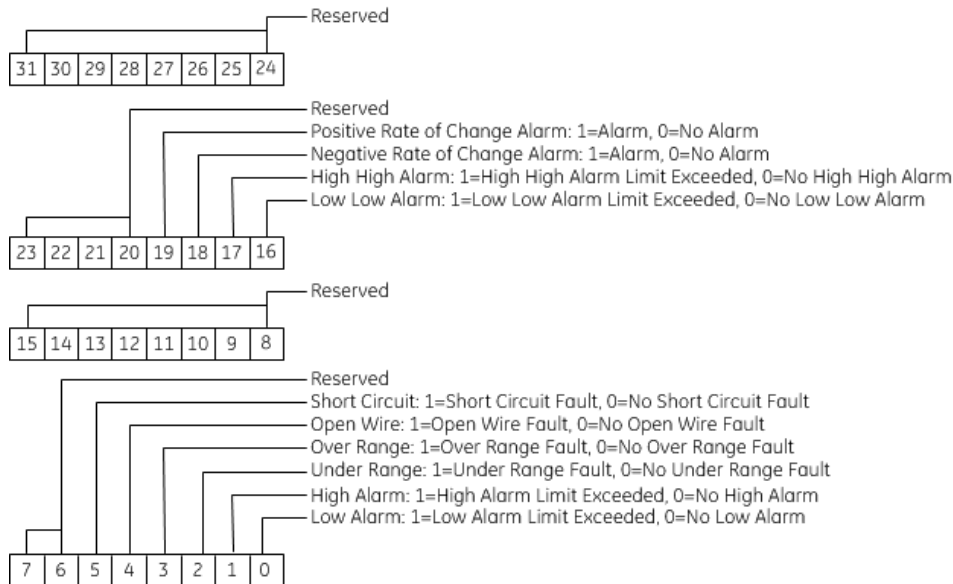 Reserved
31 30 29 28 27 26 25 24
Reserved
Positive Rate of Change Alarm: 1=Alarm, 0=No Alarm
Negative Rate of Change Alarm: 1=Alarm, 0=No Alarm
High High Alarm: 1=High High Alarm Limit Exceeded, 0=No High High Alarm
Low Low Alarm: 1=Low Low Alarm Limit Exceeded, 0=No Low Low Alarm
23 22 21 20 19 18 17 16
Reserved
15 14 13 12 11 10 9 8
Reserved
Short Circuit: 1=Short Circuit Fault, 0=No Short Circuit Fault
Open Wire: 1=Open Wire Fault, 0=No Open Wire Fault
Over Range: 1=Over Range Fault, 0=No Over Range Fault
Under Range: 1=Under Range Fault, 0=No Under Range Fault
High Alarm: 1=High Alarm Limit Exceeded, 0=No High Alarm
Low Alarm: 1=Low Alarm Limit Exceeded, 0=No Low Alarm
7 6 5 4 3 2 1 0